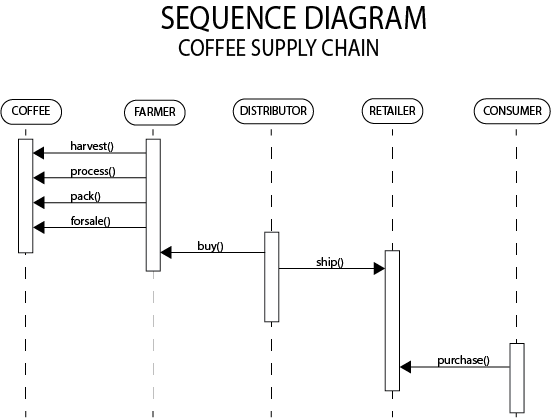 SEQUENCE DIAGRAM
COFFEE SUPPLY CHAIN
COFFEE
FARMER
DISTRIBUTOR
RETAILER
CONSUMER
harvest()
process()
pack()
forsale()
buy()
ship()
purchase()